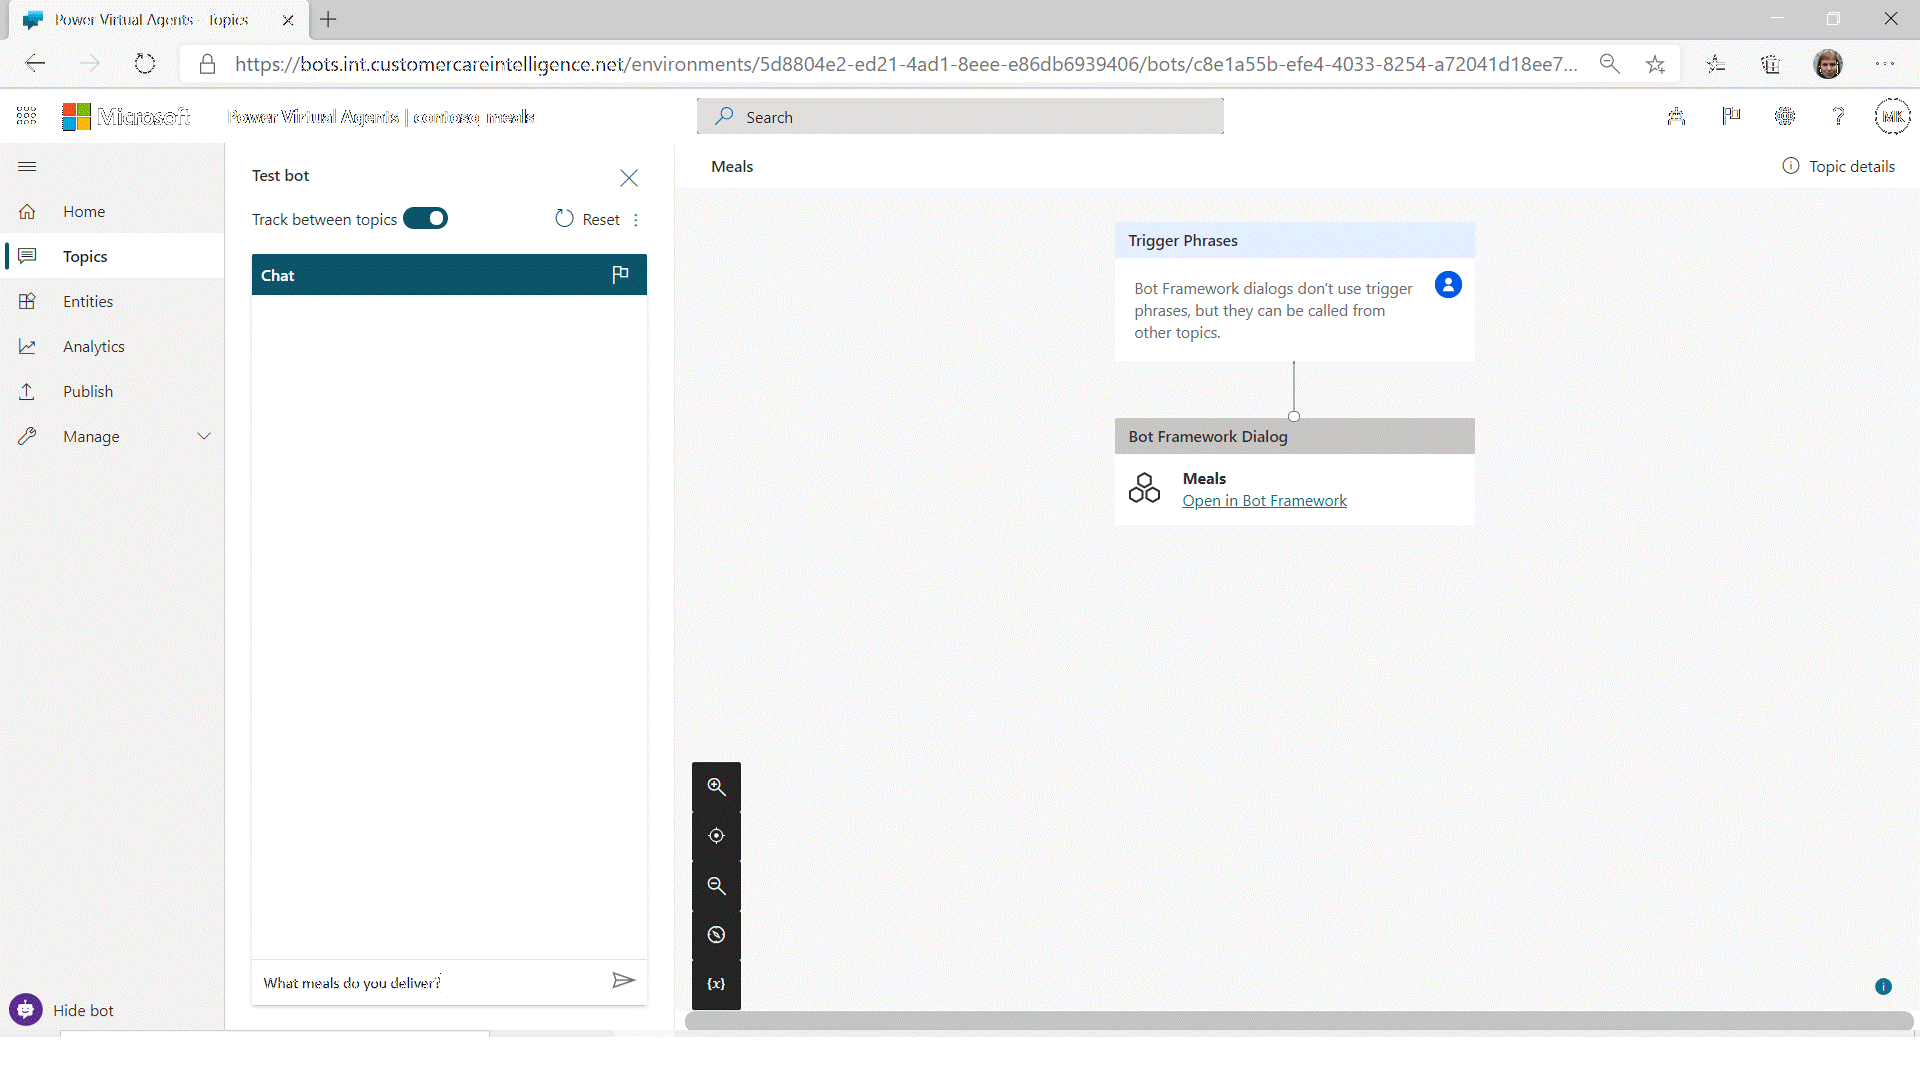 Power Virtual Agents - Topics
https://bots.int.customercareintelligence.net/environments/5d8804e2-ed21-4ad1-8eee-e86db6939406/bots/c8e1a55b-efe4-4033-8254-a72041d18ee7...
Microsoft
Power Virtual Agents | contoso_meals
Search
?
MK
Home
Topics
Entities
Analytics
Publish
Manage
Hide bot
Test bot
Track between topics
Reset
Chat
What meals do you deliver?
Meals
Topic details
Trigger Phrases
Bot Framework dialogs don't use trigger
phrases, but they can be called from
other topics.
Bot Framework Dialog
Meals
Open in Bot Framework
{x}